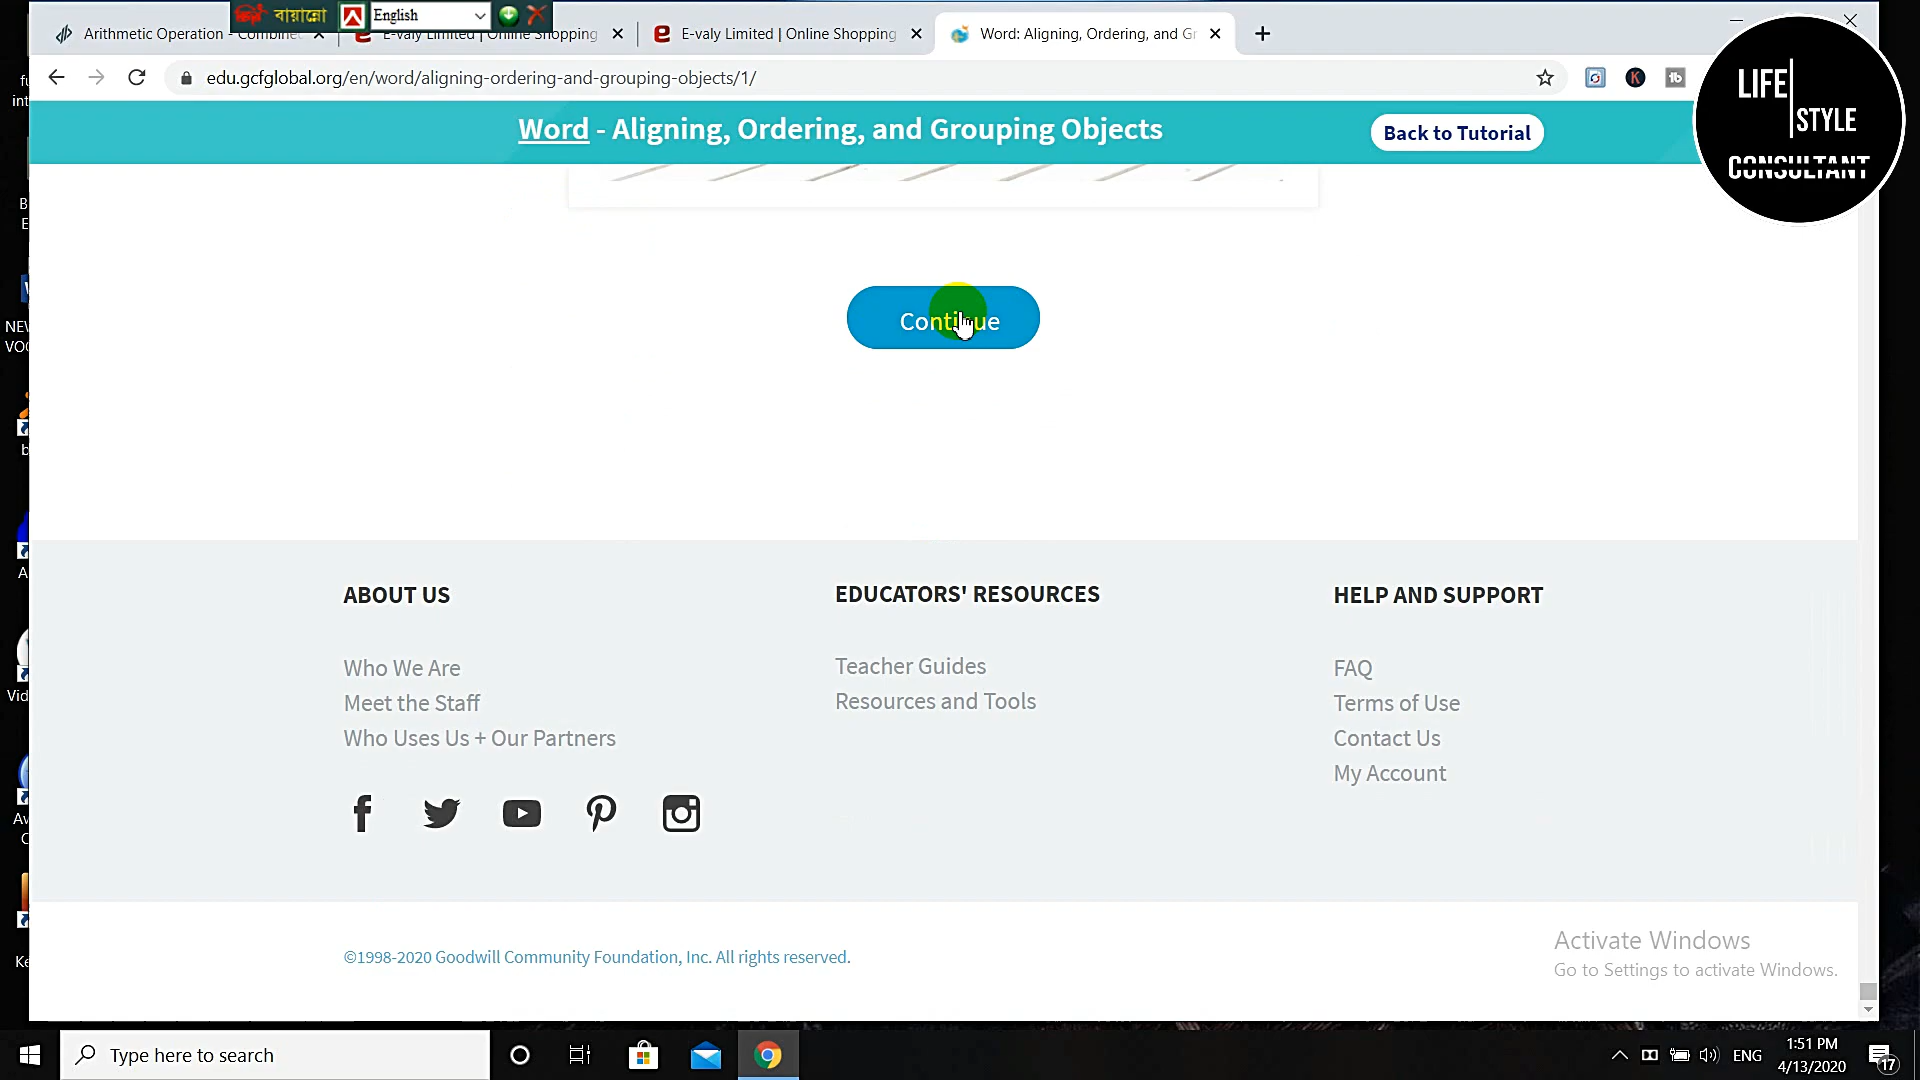 বায়ান্নো
English
Arithmetic Operation - Combine
E-valy Limited | Online Shopping
E-valy Limited | Online Shopping
Word: Aligning, Ordering, and Gr
edu.gcfglobal.org/en/word/aligning-ordering-and-grouping-objects/1/
LIFE
STYLE
CONSULTANT
Word - Aligning, Ordering, and Grouping Objects
Back to Tutorial
Continue
ABOUT US
Who We Are
Meet the Staff
Who Uses Us + Our Partners
EDUCATORS' RESOURCES
Teacher Guides
Resources and Tools
HELP AND SUPPORT
FAQ
Terms of Use
Contact Us
My Account
©1998-2020 Goodwill Community Foundation, Inc. All rights reserved.
Activate Windows
Go to Settings to activate Windows.
Type here to search
ENG
1:51 PM
4/13/2020
17